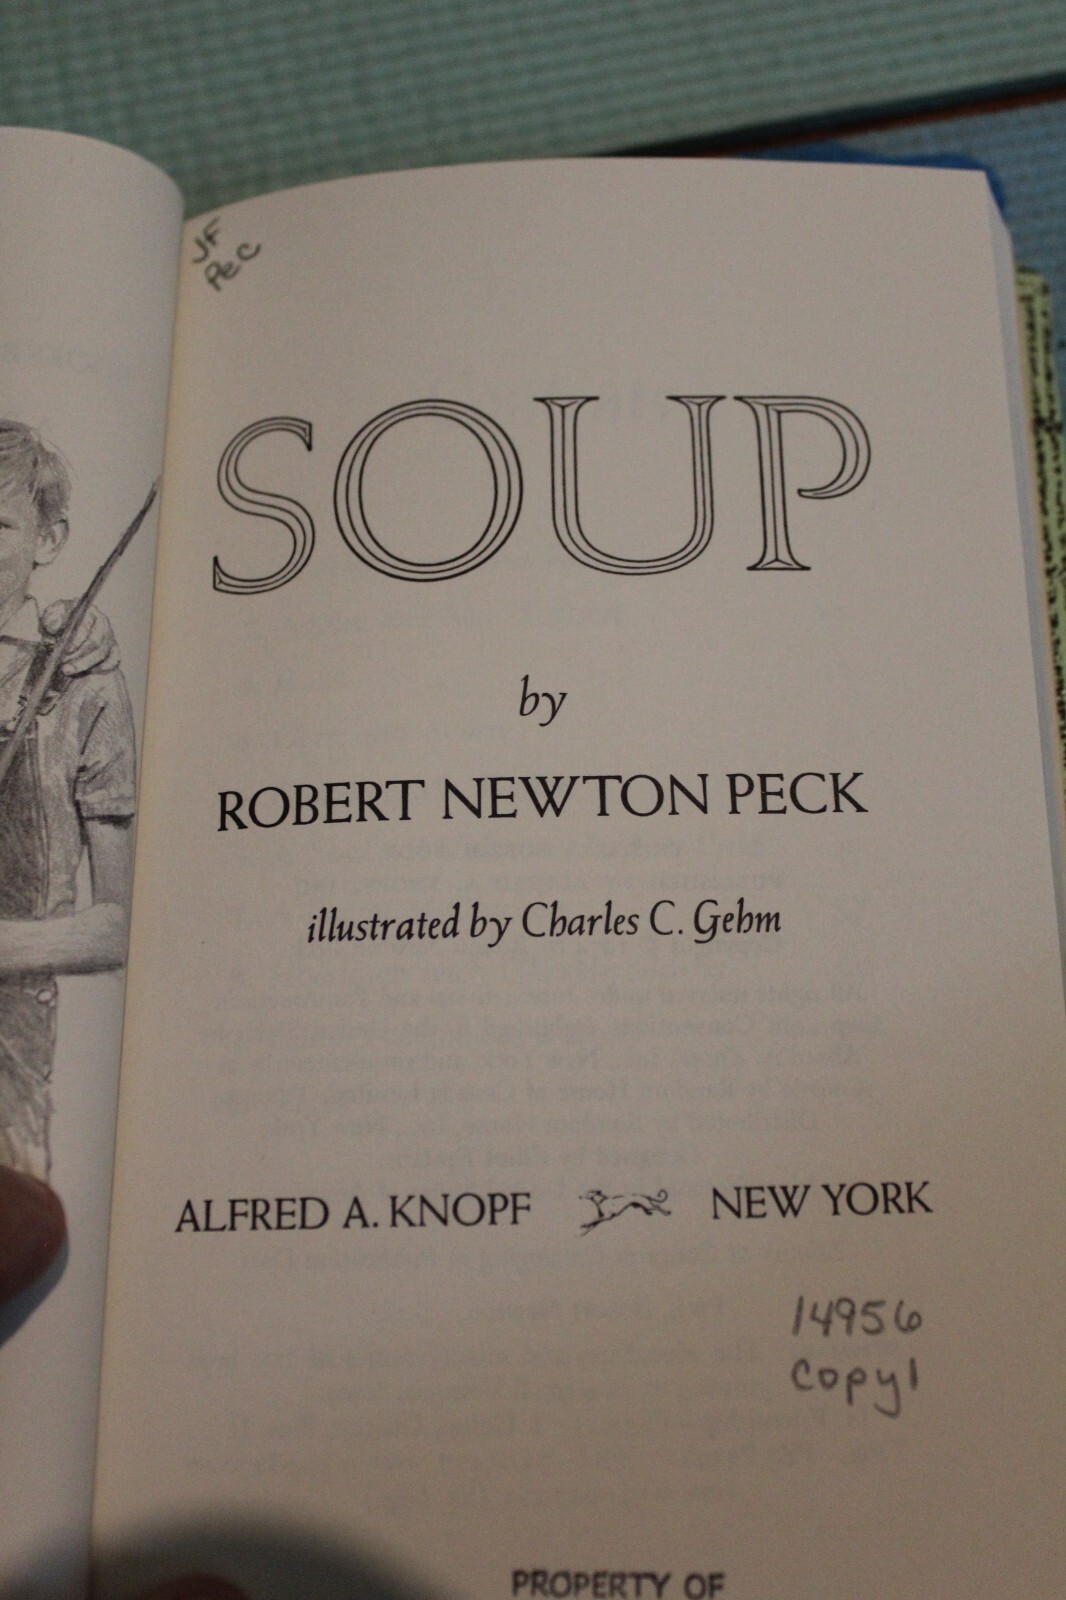 JF
Pec
SOUP
by
ROBERT NEWTON PECK
illustrated by Charles C. Gehm
ALFRED A. KNOPF NEW YORK
14956
Copy1
PROPERTY OF